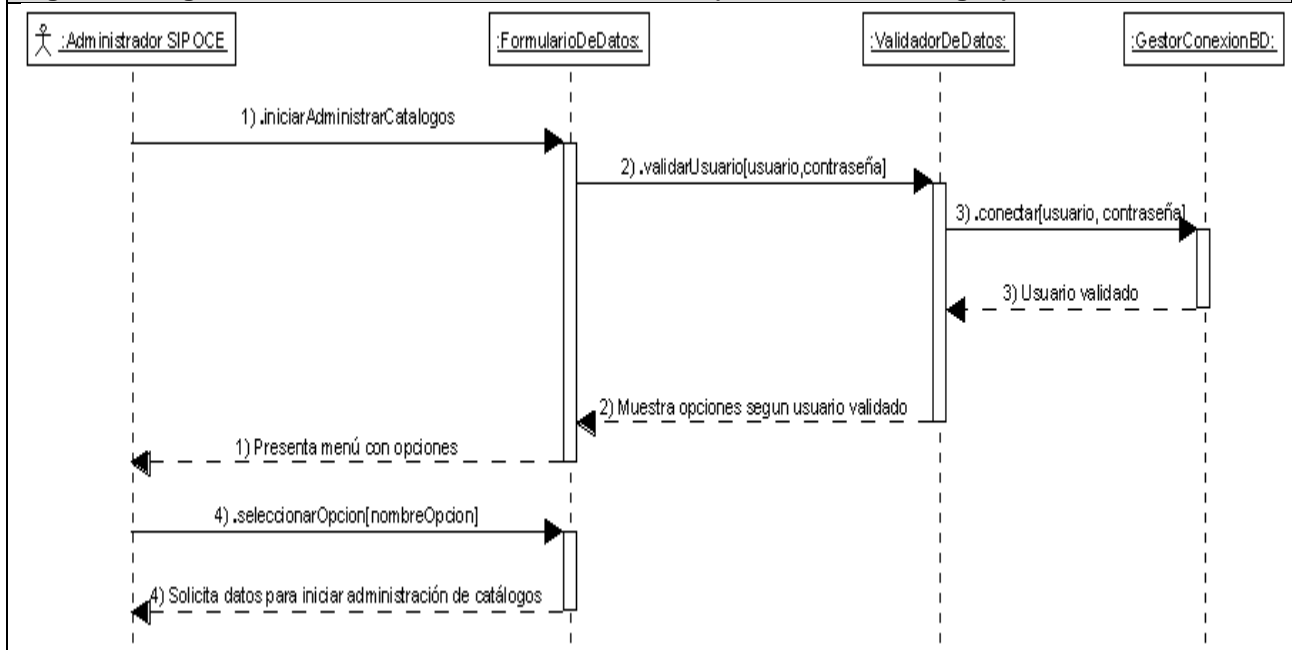 :Administrador SIPOCE
:FormularioDeDatos:
:ValidadorDeDatos:
:GestorConexionBD:
1) .iniciarAdministrarCatalogos
2) .validarUsuario[usuario,contraseña]
3) .conectar[usuario, contraseña]
3) Usuario validado
2) Muestra opciones segun usuario validado
1) Presenta menú con opciones
4) .seleccionarOpcion[nombreOpcion]
4) Solicita datos para iniciar administración de catálogos